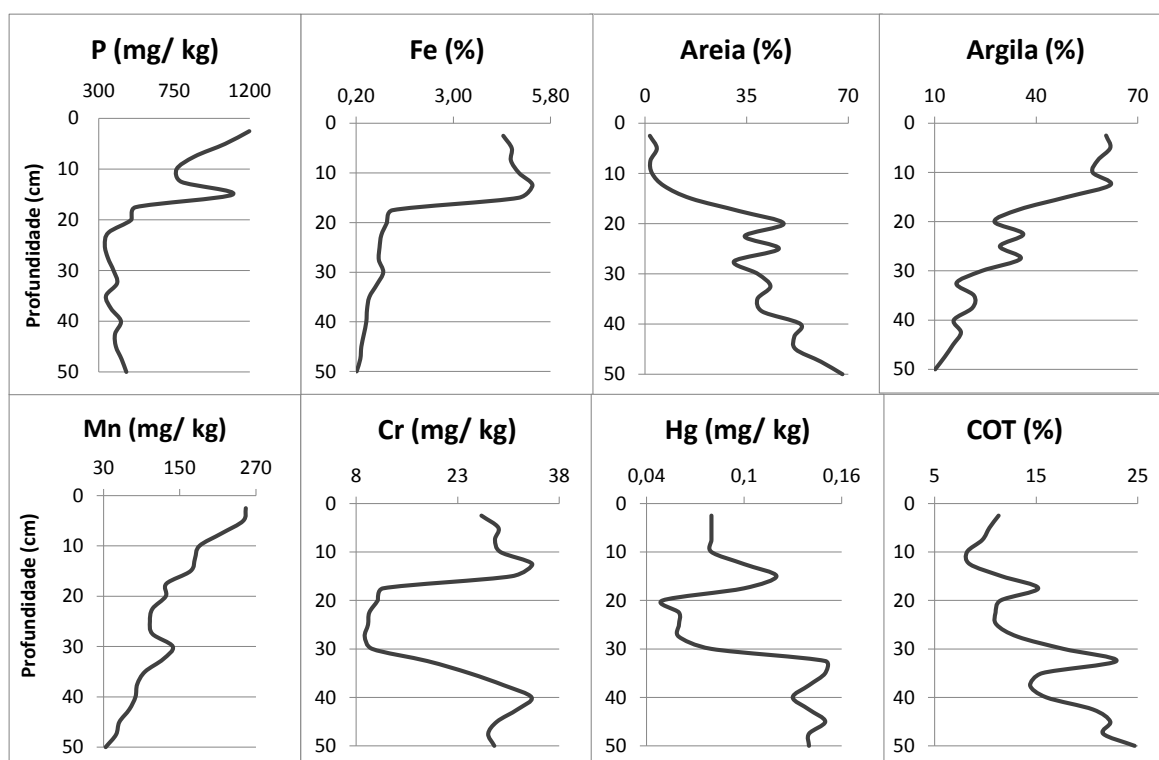 P (mg/ kg)
300 750 1200
0
10
20
30
40
50
Profundidade (cm)
Fe (%)
0,20 3,00 5,80
0
10
20
30
40
50
Areia (%)
0 35 70
0
10
20
30
40
50
Argila (%)
10 40 70
0
10
20
30
40
50
Mn (mg/ kg)
30 150 270
0
10
20
30
40
50
Profundidade (cm)
Cr (mg/ kg)
8 23 38
0
10
20
30
40
50
Hg (mg/ kg)
0,04 0,1 0,16
0
10
20
30
40
50
COT (%)
5 15 25
0
10
20
30
40
50